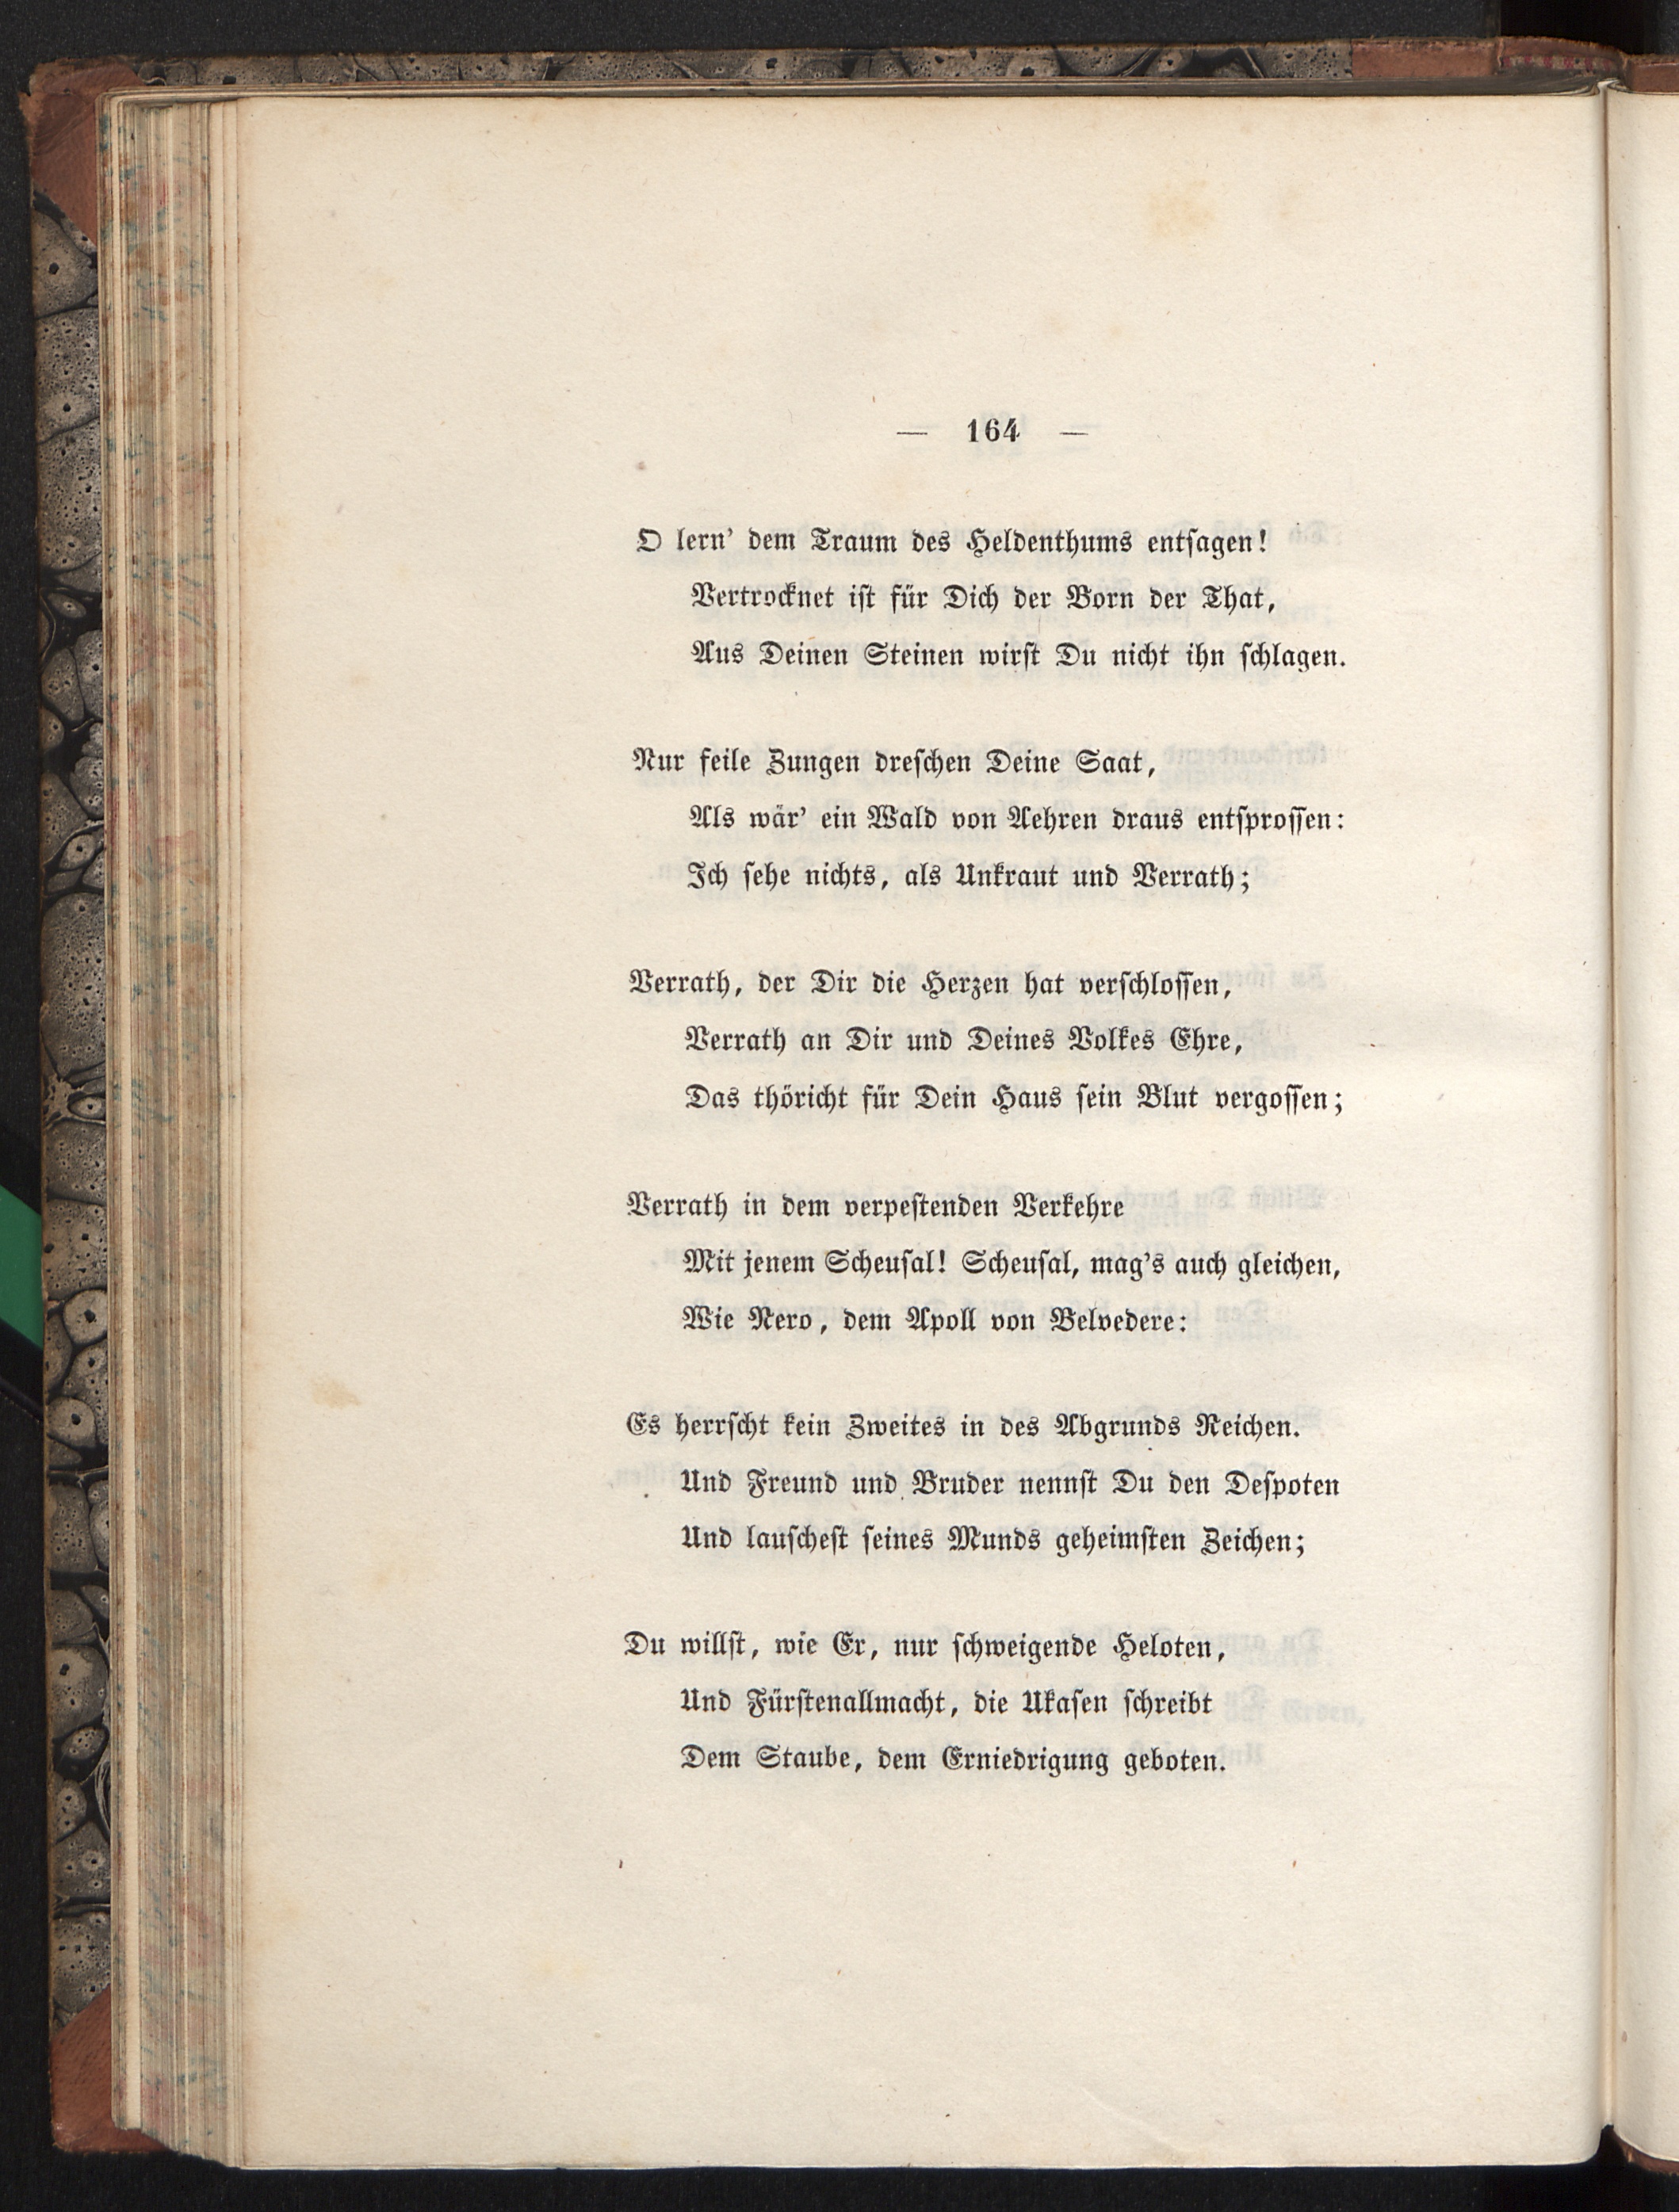 — 164 —
O lern' dem Traum des Heldenthums entsagen!
Vertrocknet ist für Dich der Born der That,
Aus Deinen Steinen wirst Du nicht ihn schlagen.
Nur feile Zungen dreschen Deine Saat,
Als wär' ein Wald von Aehren draus entsprossen:
Ich sehe nichts, als Unkraut und Verrath;
Verrath, der Dir die Herzen hat verschlossen,
Verrath an Dir und Deines Volkes Ehre,
Das thöricht für Dein Haus sein Blut vergossen;
Verrath in dem verpestenden Verkehre
Mit jenem Scheusal! Scheusal, mag's auch gleichen,
Wie Nero, dem Apoll von Belvedere:
Es herrscht kein Zweites in des Abgrunds Reichen.
Und Freund und Bruder nennst Du den Despoten
Und lauschest seines Munds geheimsten Zeichen;
Du willst, wie Er, nur schweigende Heloten,
Und Fürstenallmacht, die Ukasen schreibt
Dem Staube, dem Erniedrigung geboten.